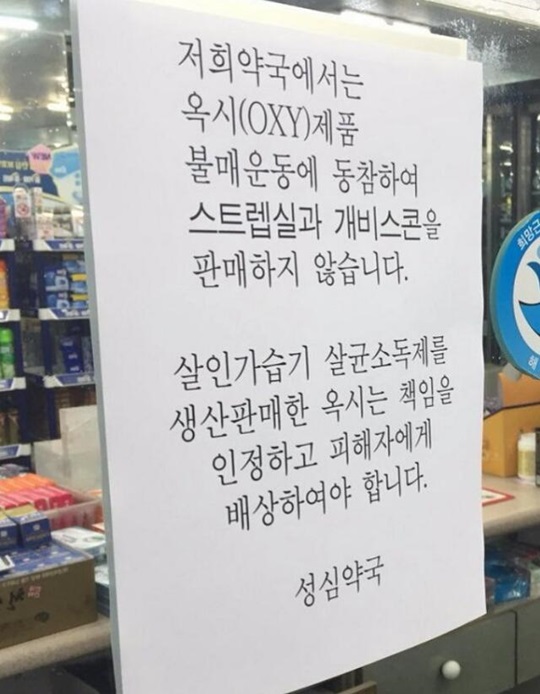 저희약국에서는
옥시(OXY)제품
불매운동에 동참하여
스트렙실과 개비스콘을
판매하지 않습니다.
살인가습기 살균소독제를
생산판매한 옥시는 책임을
인정하고 피해자에게
배상하여야 합니다.
성심약국
NEW